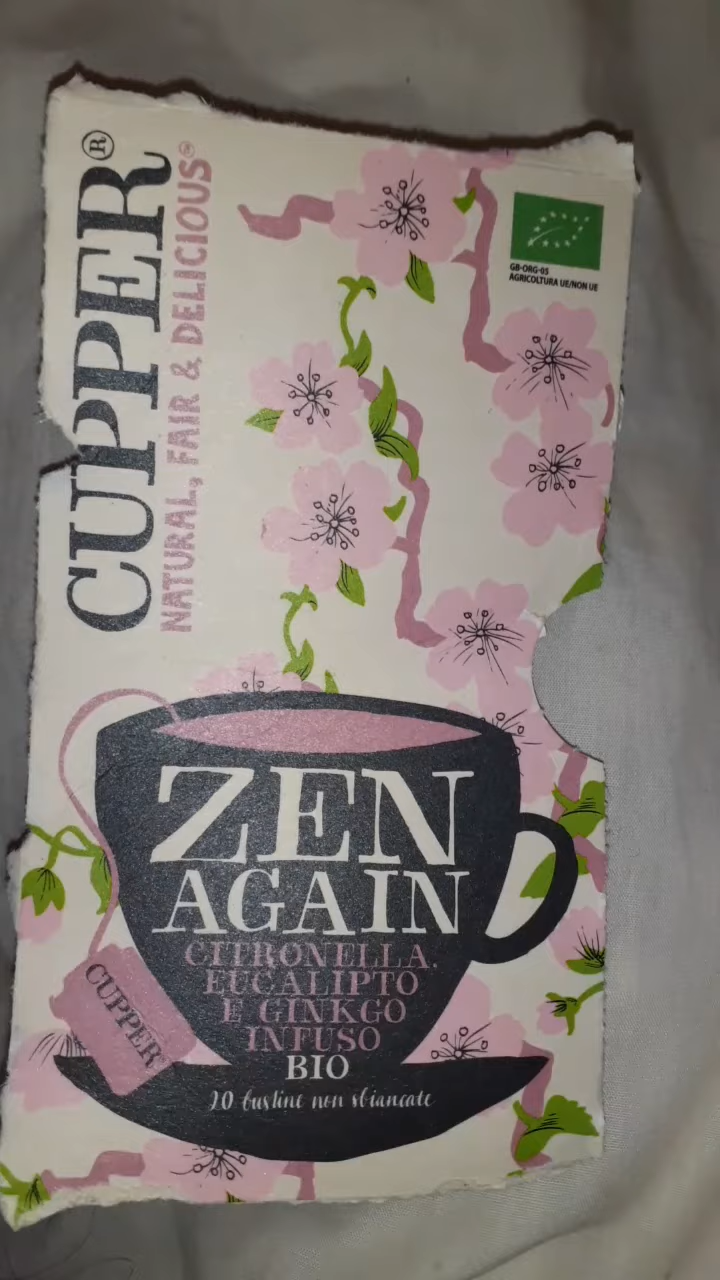 CUPPER®
NATURAL, FAIR & DELICIOUS®
GB-ORG-05
AGRICOLTURA UE/NON UE
ZEN
AGAIN
CITRONELLA,
EUCALIPTO
E GINKGO
INFUSO
BIO
20 bustine non sbiancate
CUPPER